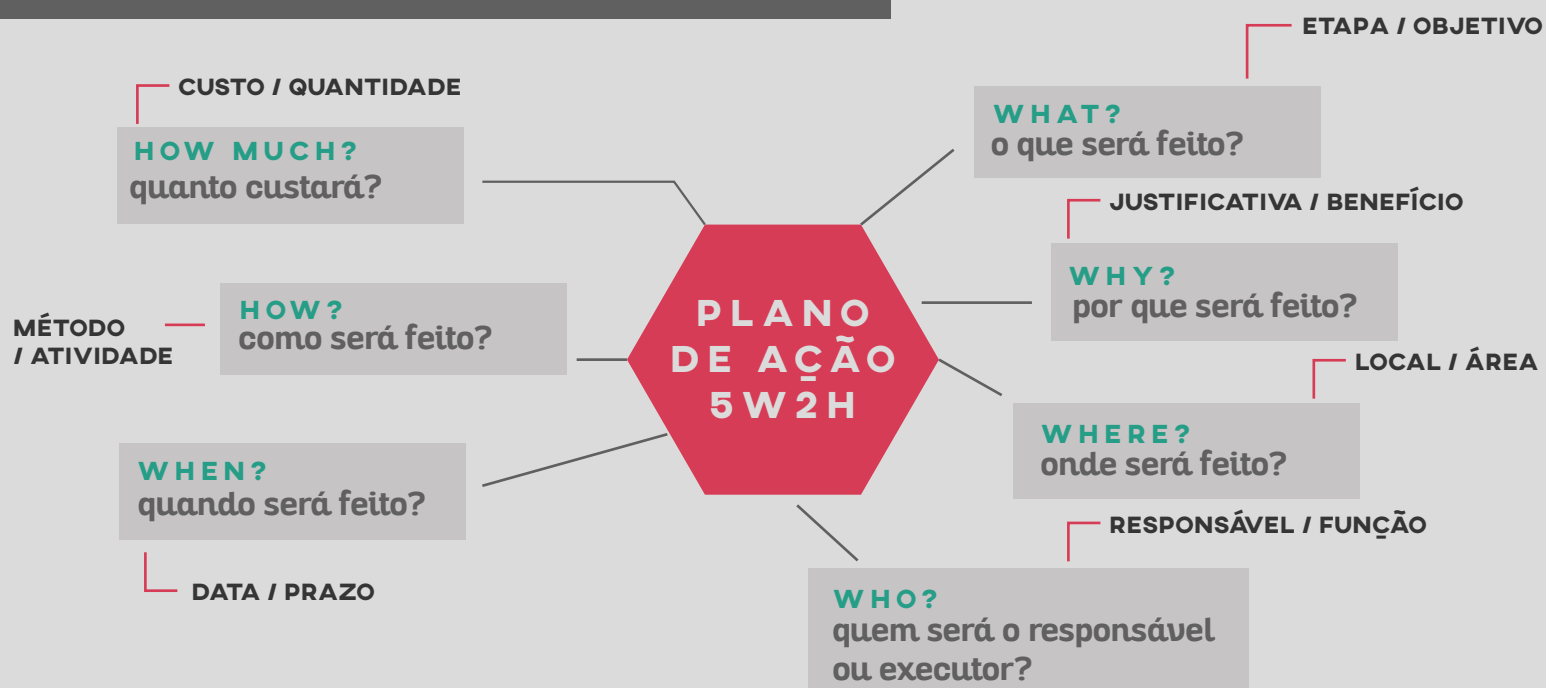 ETAPA / OBJETIVO
WHAT?
o que será feito?
JUSTIFICATIVA / BENEFÍCIO
WHY?
por que será feito?
LOCAL / ÁREA
WHERE?
onde será feito?
RESPONSÁVEL / FUNÇÃO
WHO?
quem será o responsável
ou executor?
WHEN?
quando será feito?
DATA / PRAZO
MÉTODO
/ ATIVIDADE
HOW?
como será feito?
CUSTO / QUANTIDADE
HOW MUCH?
quanto custará?
PLANO
DE AÇÃO
5W2H